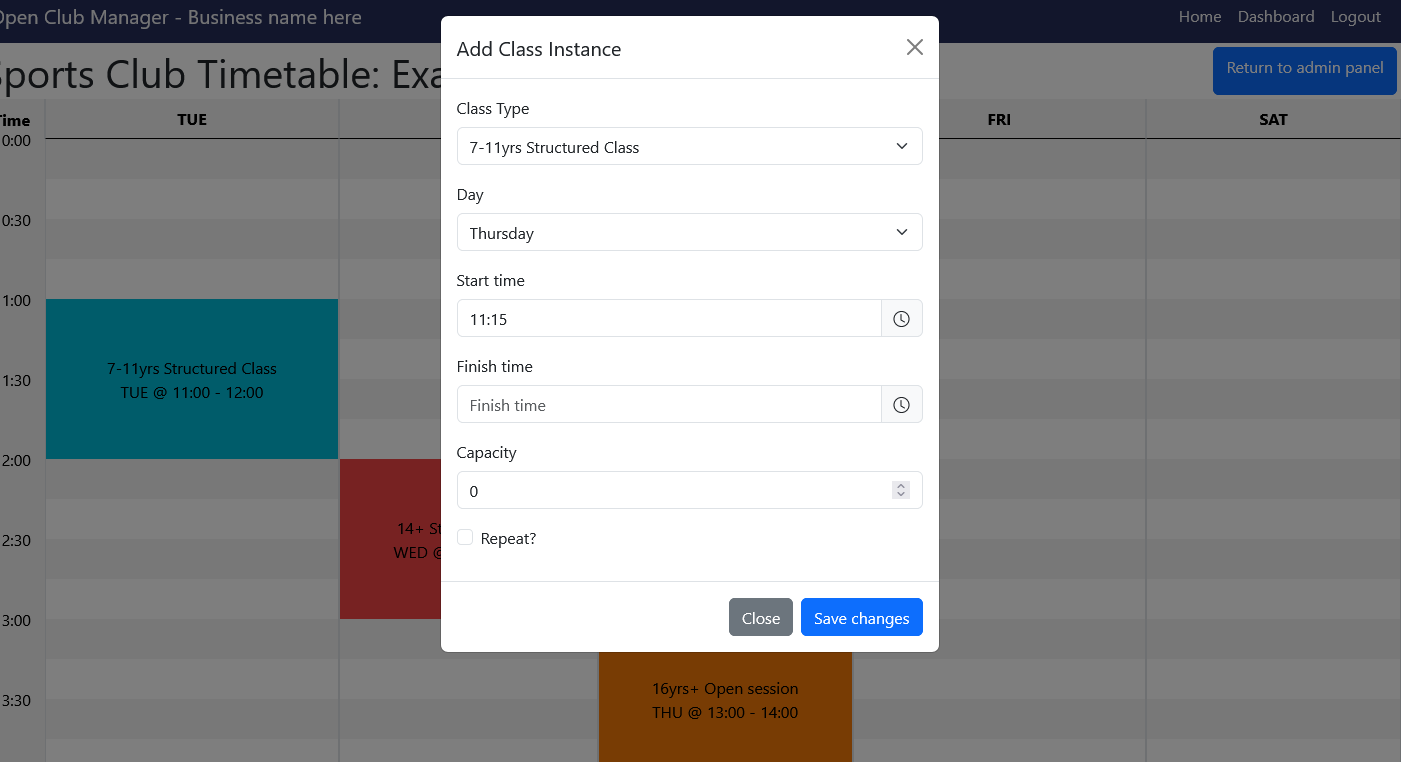 Open Club Manager - Business name here
Home Dashboard Logout
Sports Club Timetable: Exa
Return to admin panel
Time TUE FRI SAT
0:00
0:30
1:00
1:30
2:00
2:30
3:00
3:30
7-11yrs Structured Class
TUE @ 11:00 - 12:00
14+ St
WED @
16yrs+ Open session
THU @ 13:00 - 14:00
Add Class Instance
Class Type
7-11yrs Structured Class
Day
Thursday
Start time
11:15
Finish time
Finish time
Capacity
0
Repeat?
Close Save changes